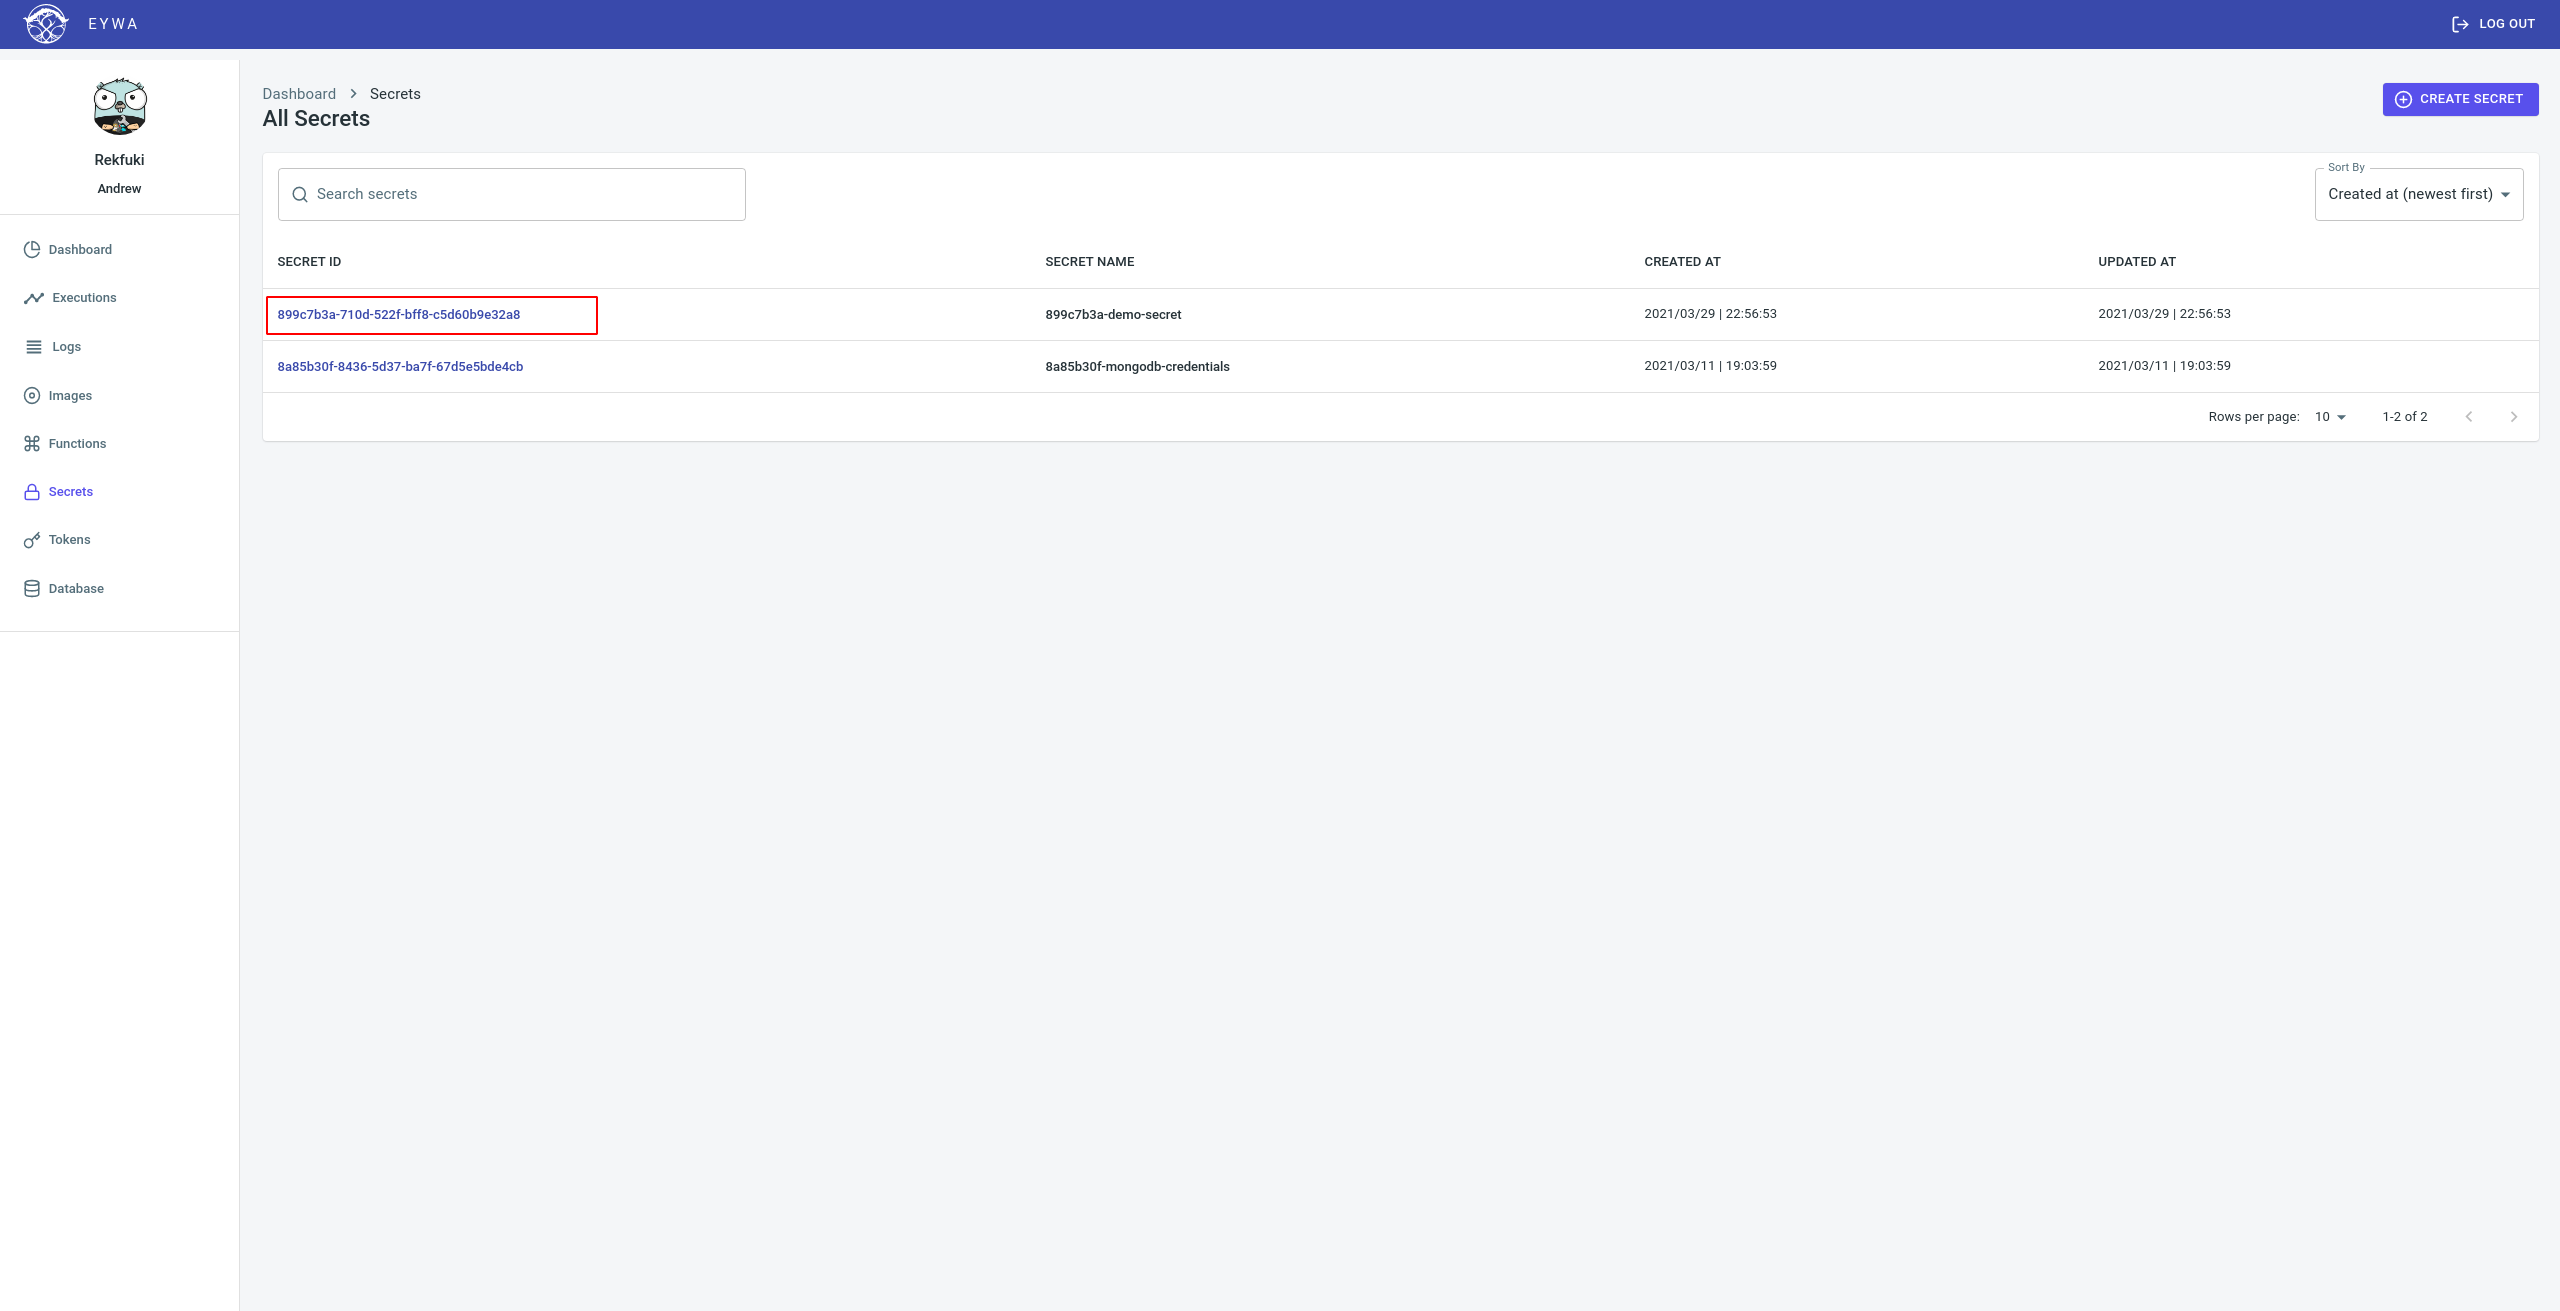 EYWA
LOG OUT
Rekfuki
Andrew
Dashboard
Executions
Logs
Images
Functions
Secrets
Tokens
Database
Dashboard > Secrets
All Secrets
CREATE SECRET
Search secrets
Sort By
Created at (newest first)
SECRET ID SECRET NAME CREATED AT UPDATED AT
899c7b3a-710d-522f-bff8-c5d60b9e32a8 899c7b3a-demo-secret 2021/03/29 | 22:56:53 2021/03/29 | 22:56:53
8a85b30f-8436-5d37-ba7f-67d5e5bde4cb 8a85b30f-mongodb-credentials 2021/03/11 | 19:03:59 2021/03/11 | 19:03:59
Rows per page: 10 1-2 of 2